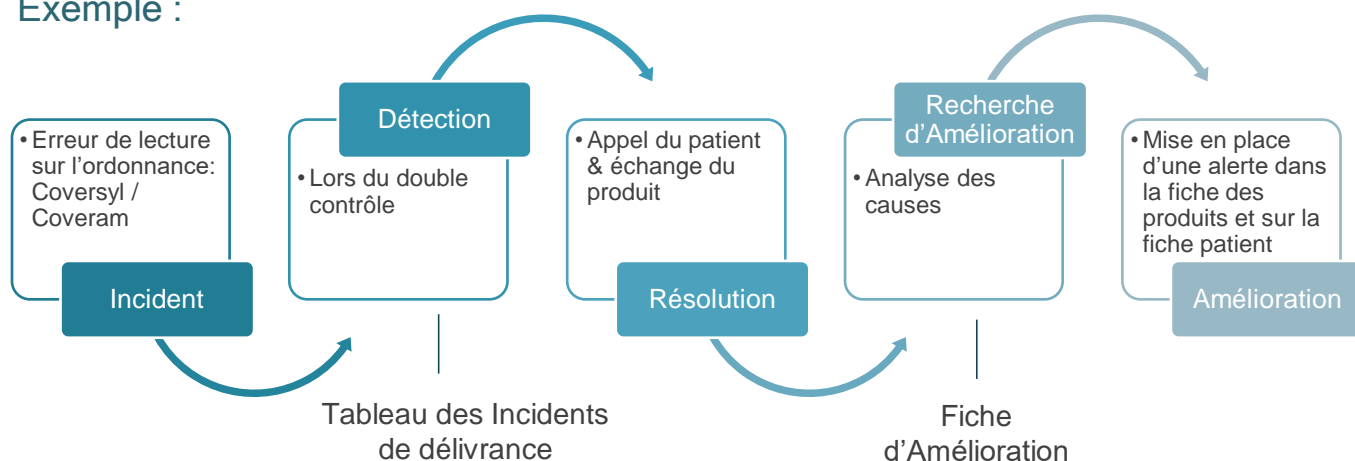 Exemple :
• Erreur de lecture
sur l'ordonnance:
Coversyl /
Coveram
Incident
Détection
• Lors du double
contrôle
• Appel du patient
& échange du
produit
Résolution
Recherche
d'Amélioration
• Analyse des
causes
• Mise en place
d'une alerte dans
la fiche des
produits et sur la
fiche patient
Amélioration
Tableau des Incidents
de délivrance
Fiche
d'Amélioration